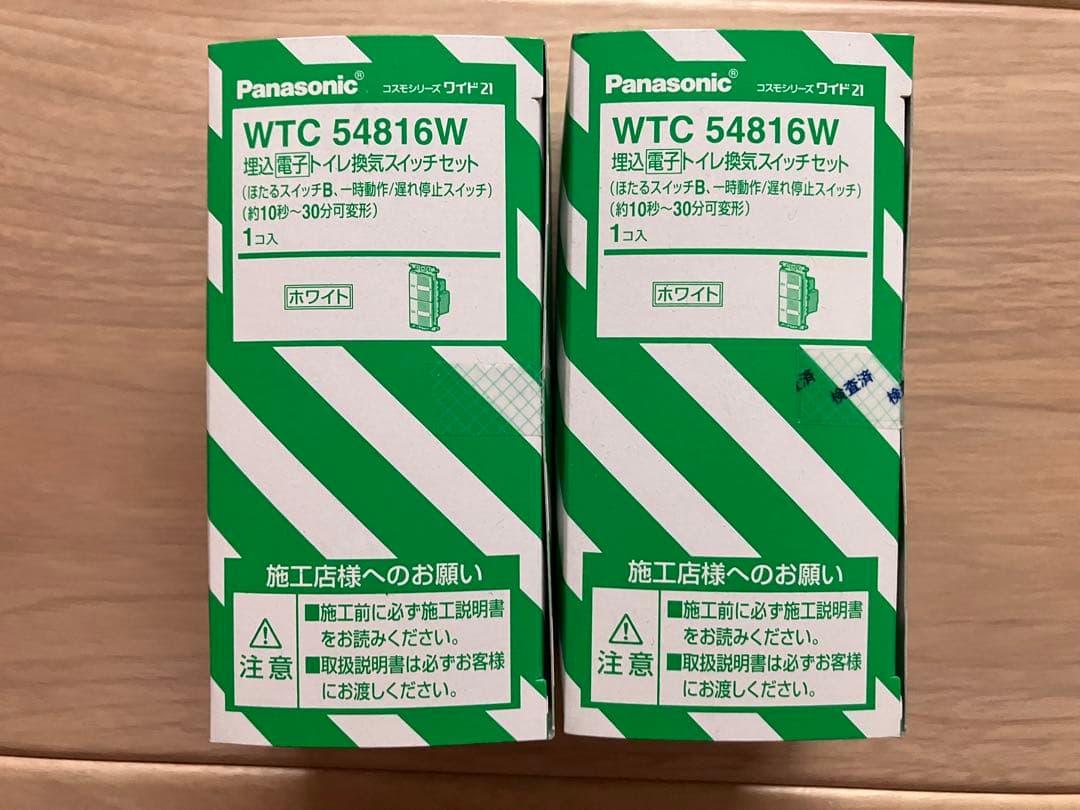 Panasonic® コスモシリーズ ワイド21
WTC 54816W
埋込電子トイレ換気スイッチセット
(ほたるスイッチB、一時動作/遅れ停止スイッチ)
(約10秒〜30分可変形)
1コ入
ホワイト
施工店様へのお願い
注意
■施工前に必ず施工説明書
をお読みください。
■取扱説明書は必ずお客様
にお渡しください。
Panasonic® コスモシリーズ ワイド21
WTC 54816W
埋込電子トイレ換気スイッチセット
(ほたるスイッチB、一時動作/遅れ停止スイッチ)
(約10秒〜30分可変形)
1コ入
ホワイト
検査済
施工店様へのお願い
注意
■施工前に必ず施工説明書
をお読みください。
■取扱説明書は必ずお客様
にお渡しください。